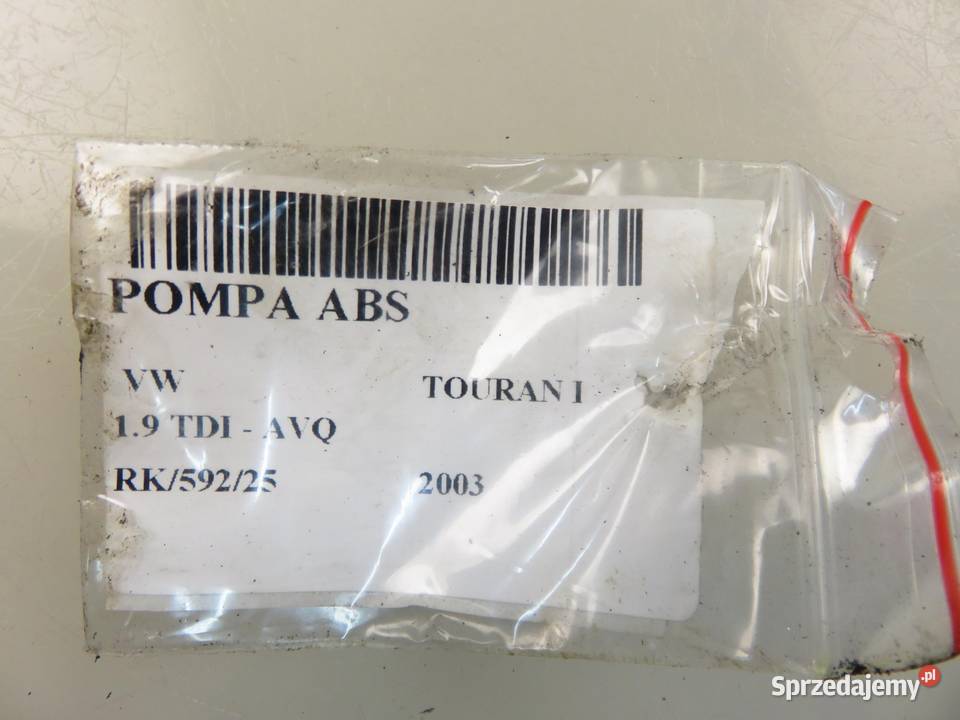 POMPA ABS
VW TOURAN I
1.9 TDI - AVQ
RK/592/25 2003
Sprzedajemy.pl